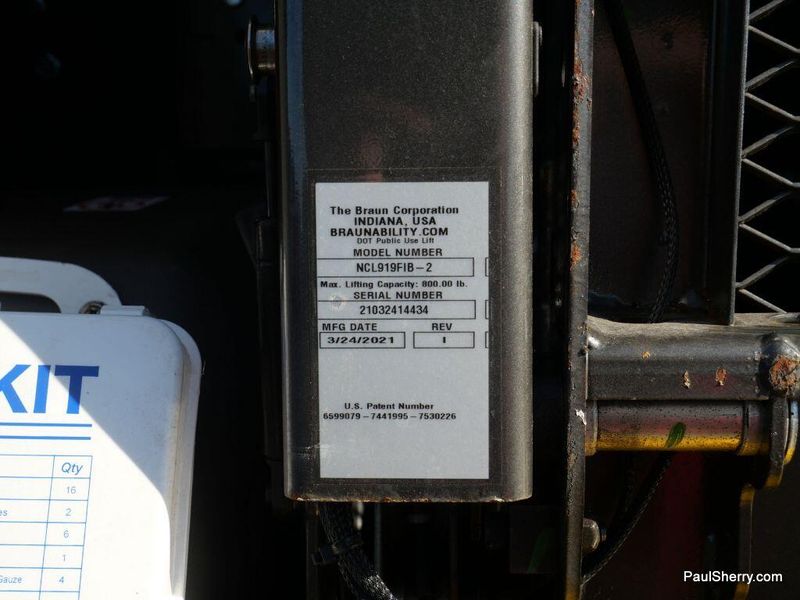 The Braun Corporation
INDIANA, USA
BRAUNABILITY.COM
DOT Public Use Lift
MODEL NUMBER
NCL919FIB-2
Max. Lifting Capacity: 800.00 lb.
SERIAL NUMBER
21032414434
MFG DATE REV
3/24/2021 I
U.S. Patent Number
6599079-7441995-7530226
KIT
Qty
16
es 2
6
1
Gauze 4
PaulSherry.com